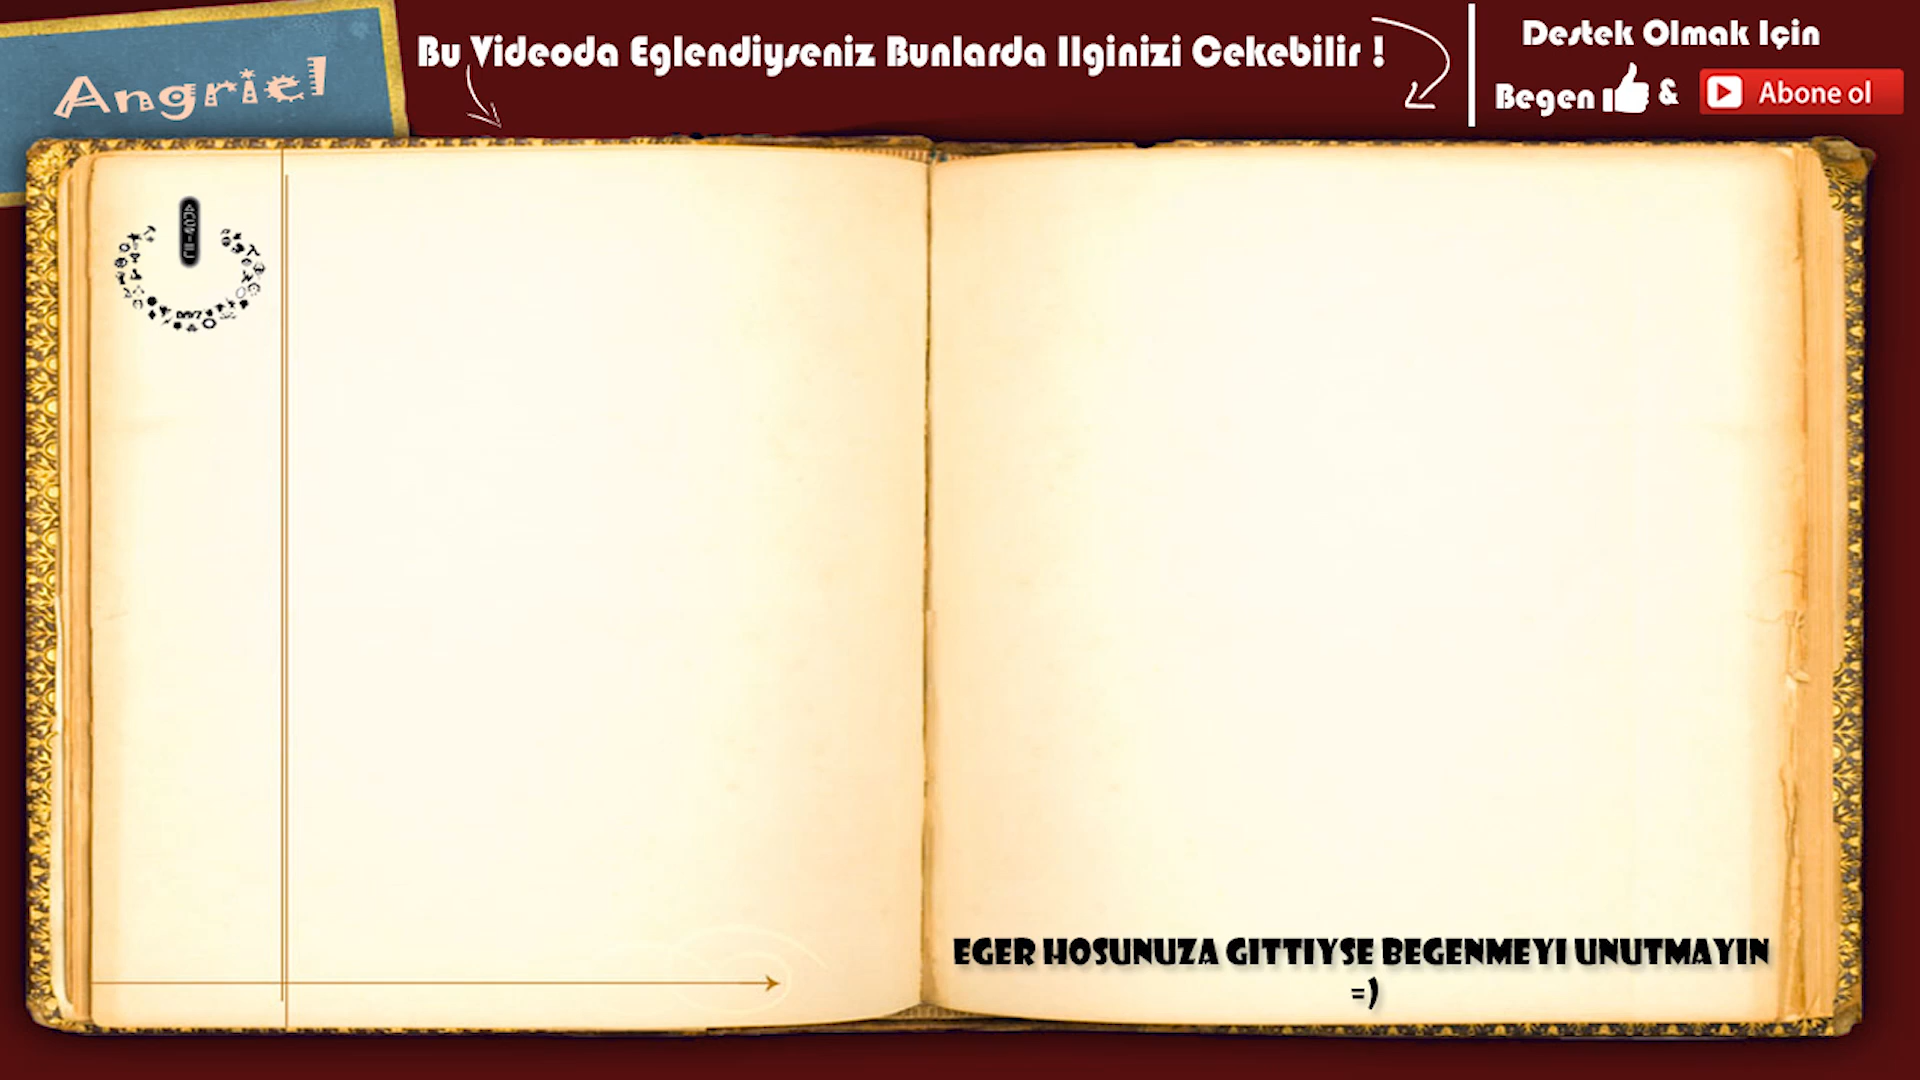 Angriel
Bu Videoda Eglendiyseniz Bunlarda Ilginizi Cekebilir !
Destek Olmak Için
Begen &
Abone ol
EGER HOSUNUZA GITTIYSE BEGENMEYI UNUTMAYIN
=)